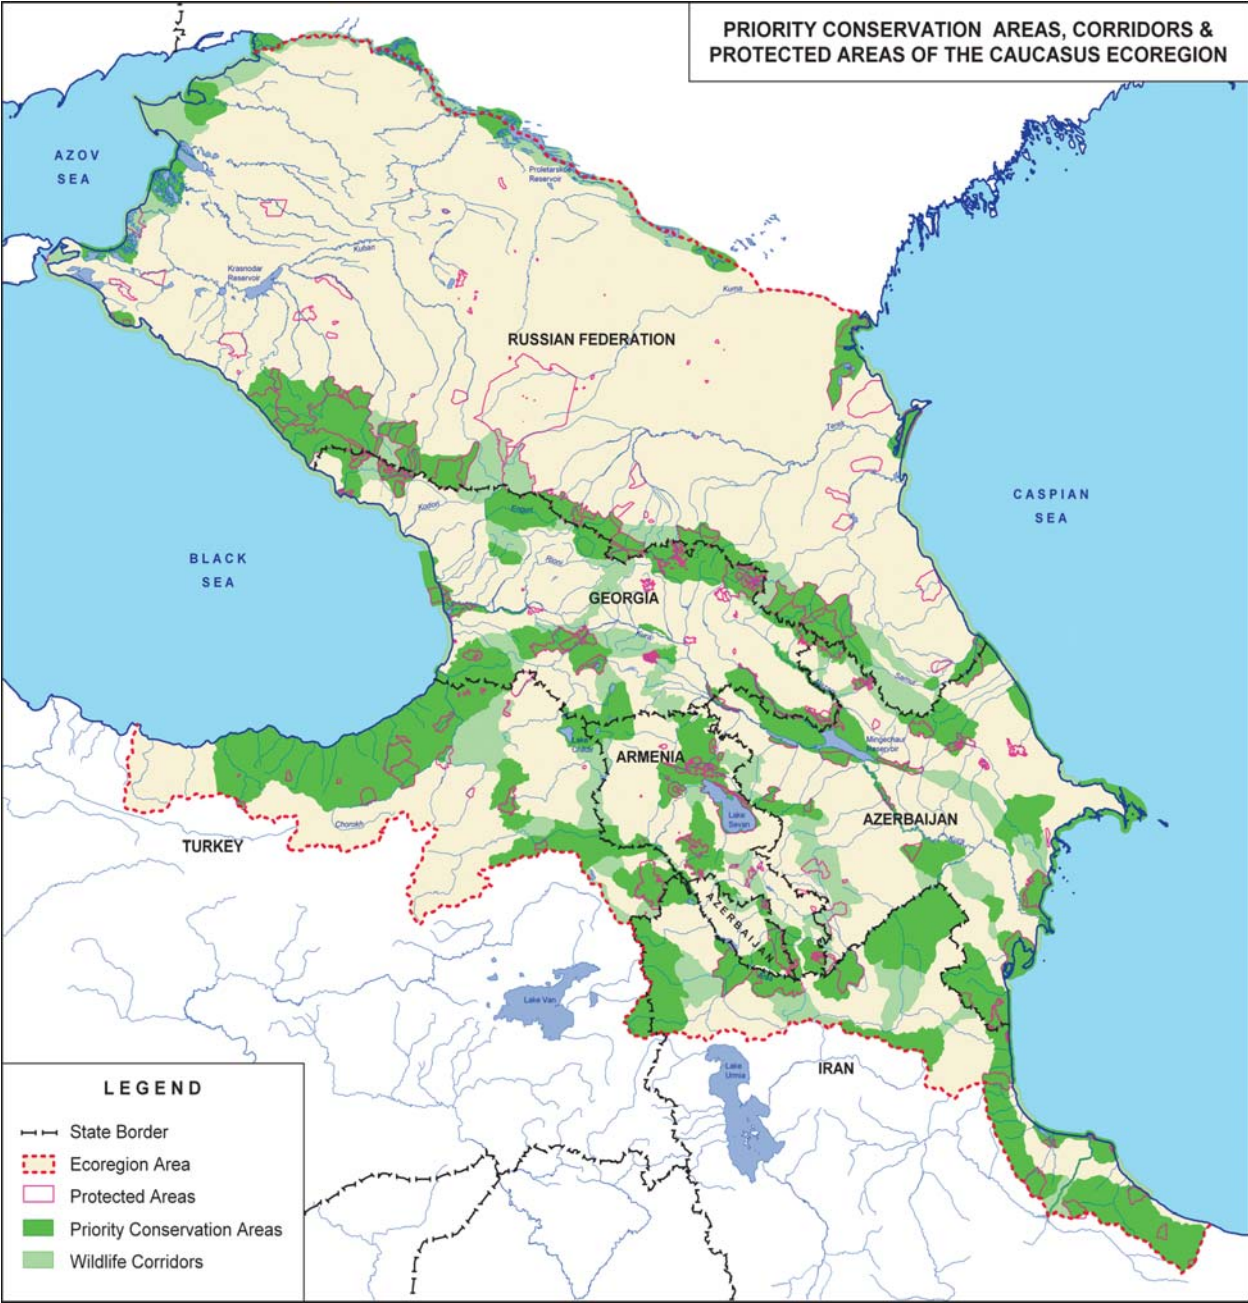 PRIORITY CONSERVATION AREAS, CORRIDORS &
PROTECTED AREAS OF THE CAUCASUS ECOREGION
AZOV
SEA
Proletarskoe
Reservoir
Kuban
Krasnodar
Reservoir
Kuma
RUSSIAN FEDERATION
Terek
CASPIAN
SEA
Kodori
Enguri
BLACK
SEA
Rioni
GEORGIA
Kura
Samur
Mingechaur
Reservoir
Lake
ARMENIA
Lake
Sevan
AZERBAIJAN
Chorokh
TURKEY
AZERBAIJAN
Lake Van
Lake
Urmia
IRAN
LEGEND
State Border
Ecoregion Area
Protected Areas
Priority Conservation Areas
Wildlife Corridors